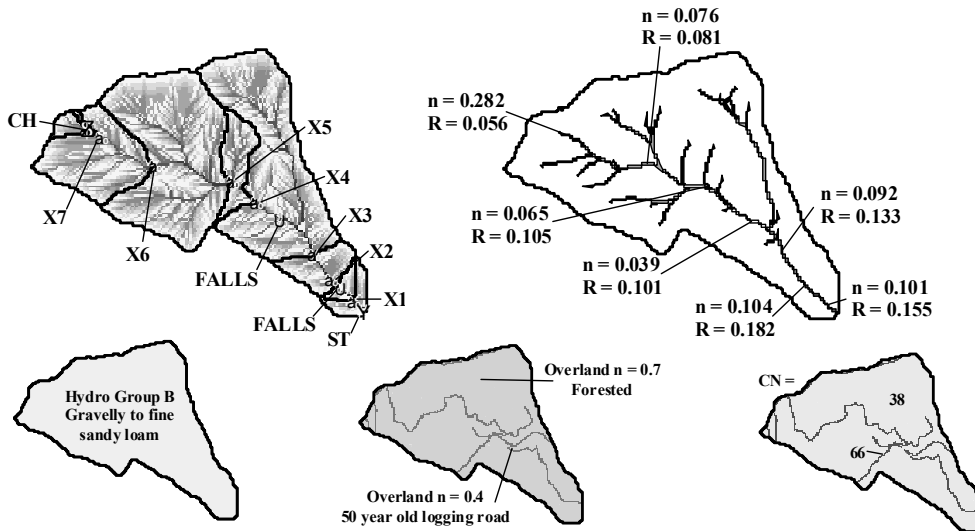 CH
X7
X6
X5
X4
X3
X2
X1
FALLS
FALLS
ST
n = 0.076
R = 0.081
n = 0.282
R = 0.056
n = 0.065
R = 0.105
n = 0.039
R = 0.101
n = 0.092
R = 0.133
n = 0.104
R = 0.182
n = 0.101
R = 0.155
Hydro Group B
Gravelly to fine
sandy loam
Overland n = 0.7
Forested
Overland n = 0.4
50 year old logging road
CN =
38
66